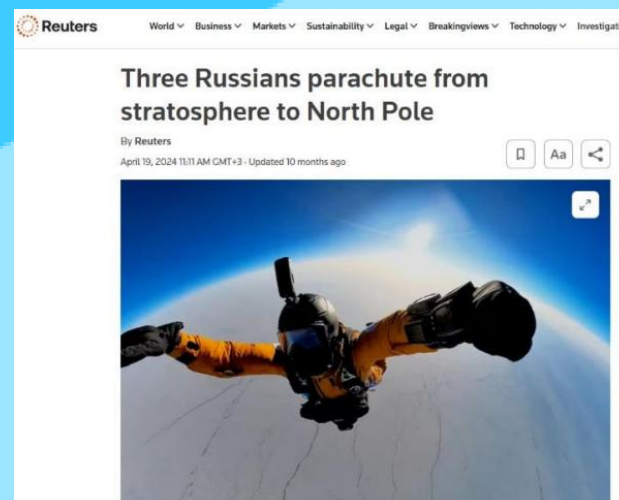 Reuters
World Business Markets Sustainability Legal Breakingviews Technology
Three Russians parachute from
stratosphere to North Pole
By Reuters
April 19, 2024 11:11 AM GMT+3 · Updated 10 months ago
Aa